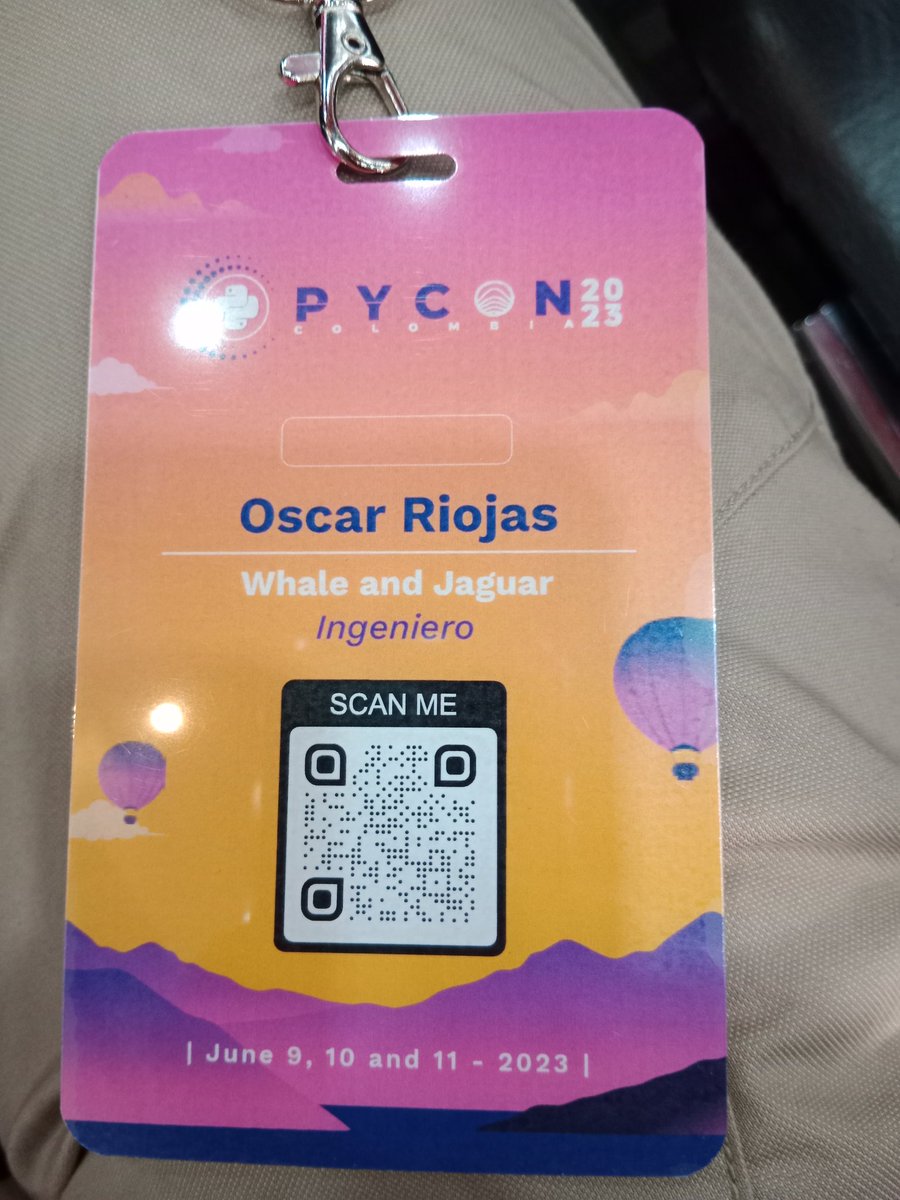 PYCON 2023
COLOMBIA
Oscar Riojas
Whale and Jaguar
Ingeniero
SCAN ME
| June 9, 10 and 11 - 2023 |